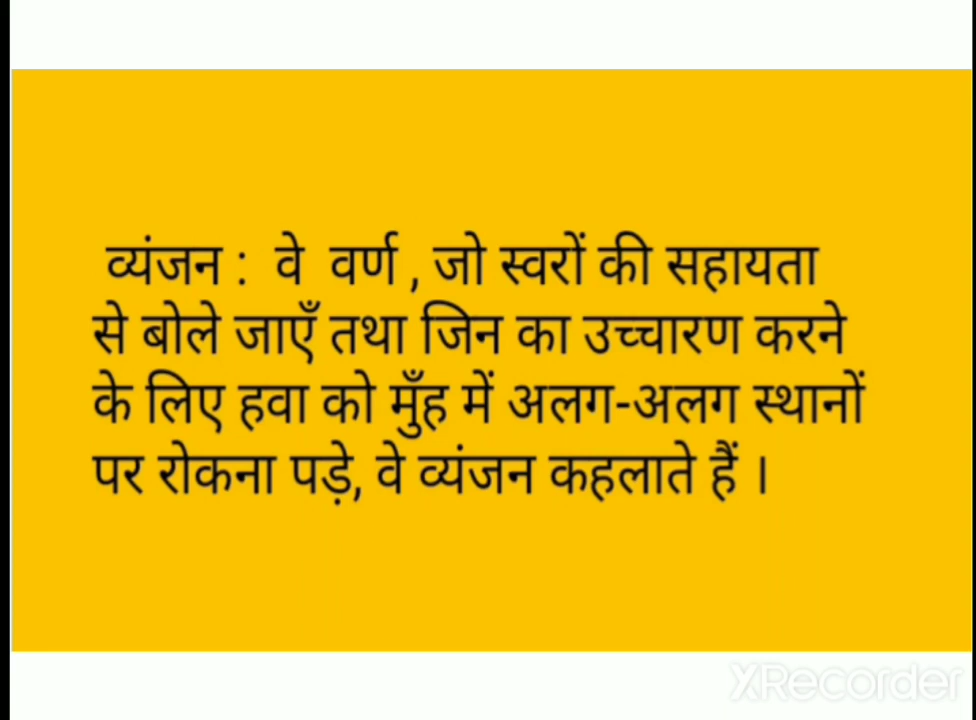 व्यंजन : वे वर्ण , जो स्वरों की सहायता
से बोले जाएँ तथा जिन का उच्चारण करने
के लिए हवा को मुँह में अलग-अलग स्थानों
पर रोकना पड़े, वे व्यंजन कहलाते हैं ।
XRecorder